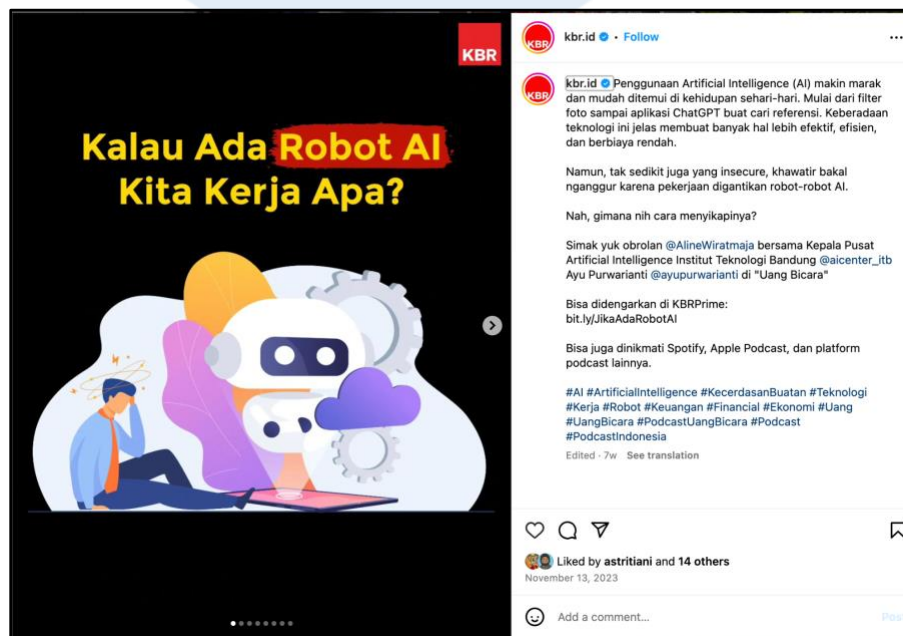 KBR
Kalau Ada Robot AI
Kita Kerja Apa?
KBR
kbr.id • Follow
KBR
kbr.id Penggunaan Artificial Intelligence (AI) makin marak
dan mudah ditemui di kehidupan sehari-hari. Mulai dari filter
foto sampai aplikasi ChatGPT buat cari referensi. Keberadaan
teknologi ini jelas membuat banyak hal lebih efektif, efisien,
dan berbiaya rendah.
Namun, tak sedikit juga yang insecure, khawatir bakal
nganggur karena pekerjaan digantikan robot-robot AI.
Nah, gimana nih cara menyikapinya?
Simak yuk obrolan @AlineWiratmaja bersama Kepala Pusat
Artificial Intelligence Institut Teknologi Bandung @aicenter_itb
Ayu Purwarianti @ayupurwarianti di "Uang Bicara"
Bisa didengarkan di KBRPrime:
bit.ly/JikaAdaRobotAI
Bisa juga dinikmati Spotify, Apple Podcast, dan platform
podcast lainnya.
#AI #ArtificialIntelligence #KecerdasanBuatan #Teknologi
#Kerja #Robot #Keuangan #Financial #Ekonomi #Uang
#UangBicara #PodcastUangBicara #Podcast
#PodcastIndonesia
Edited · 7w See translation
Liked by astritiani and 14 others
November 13, 2023
Add a comment...
Post